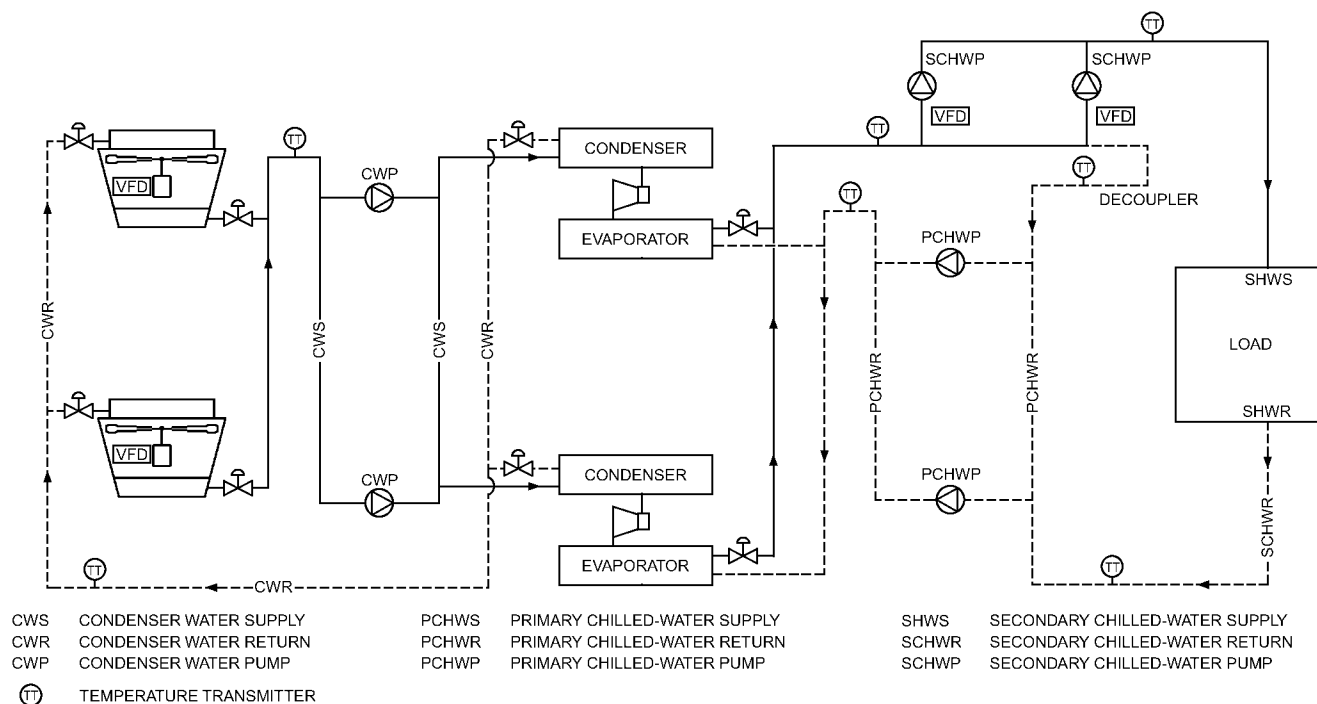 TT
SCHWP
SCHWP
VFD
VFD
TT
TT
CWP
CONDENSER
TT
DECOUPLER
VFD
TT
EVAPORATOR
PCHWP
SHWS
CWR
CWS
CWS
CWR
PCHWR
PCHWR
LOAD
SHWR
VFD
CWP
CONDENSER
PCHWP
SCHWR
EVAPORATOR
TT
CWR
TT
CWS CONDENSER WATER SUPPLY
CWR CONDENSER WATER RETURN
CWP CONDENSER WATER PUMP
TT TEMPERATURE TRANSMITTER
PCHWS PRIMARY CHILLED-WATER SUPPLY
PCHWR PRIMARY CHILLED-WATER RETURN
PCHWP PRIMARY CHILLED-WATER PUMP
SHWS SECONDARY CHILLED-WATER SUPPLY
SCHWR SECONDARY CHILLED-WATER RETURN
SCHWP SECONDARY CHILLED-WATER PUMP